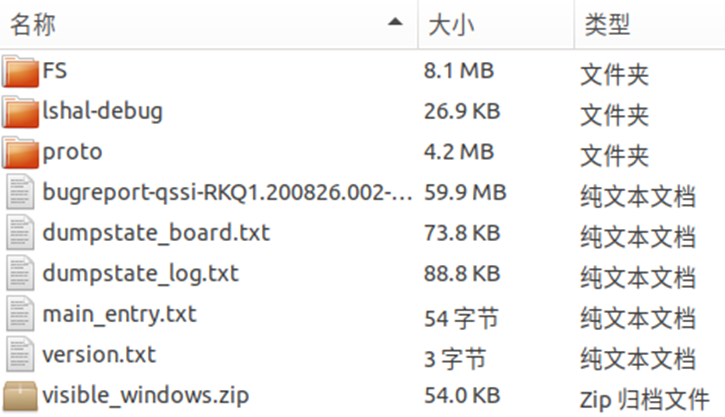 名称 大小 类型
FS 8.1 MB 文件夹
lshal-debug 26.9 KB 文件夹
proto 4.2 MB 文件夹
bugreport-qssi-RKQ1.200826.002-... 59.9 MB 纯文本文档
dumpstate_board.txt 73.8 KB 纯文本文档
dumpstate_log.txt 88.8 KB 纯文本文档
main_entry.txt 54 字节 纯文本文档
version.txt 3 字节 纯文本文档
visible_windows.zip 54.0 KB Zip 归档文件